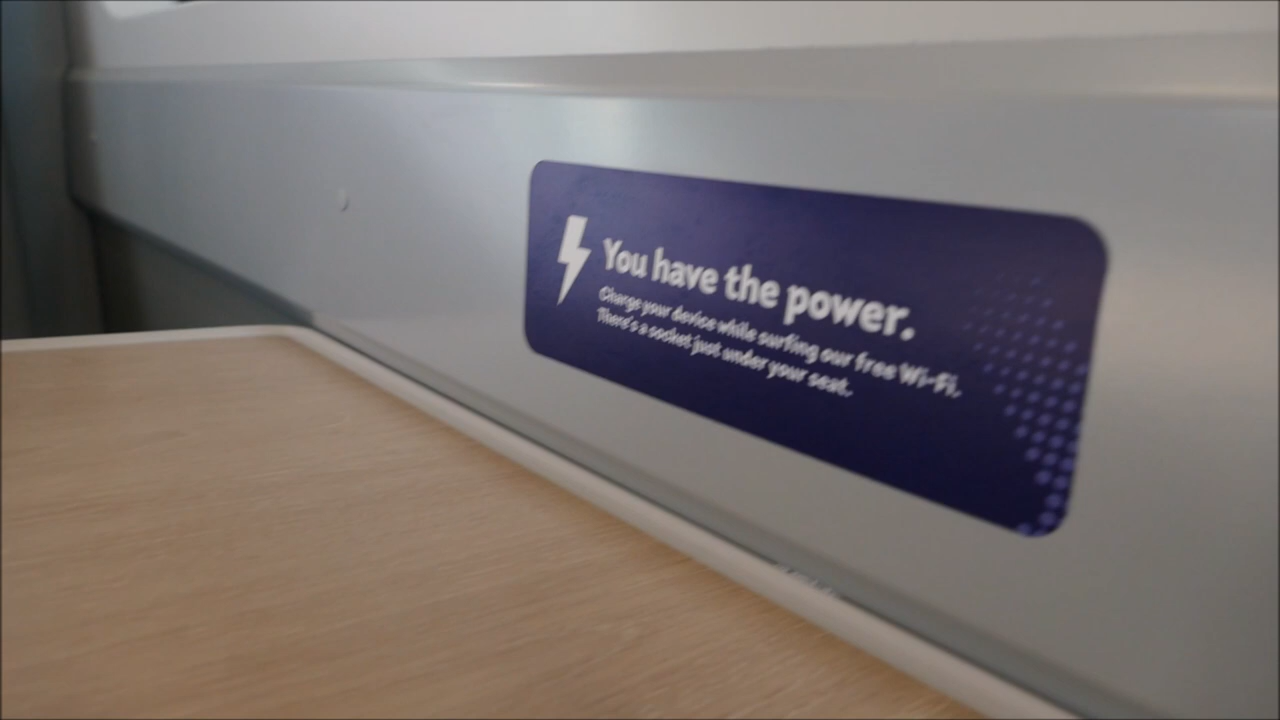 You have the power.
Charge your device while surfing our free Wi-Fi.
There's a socket just under your seat.